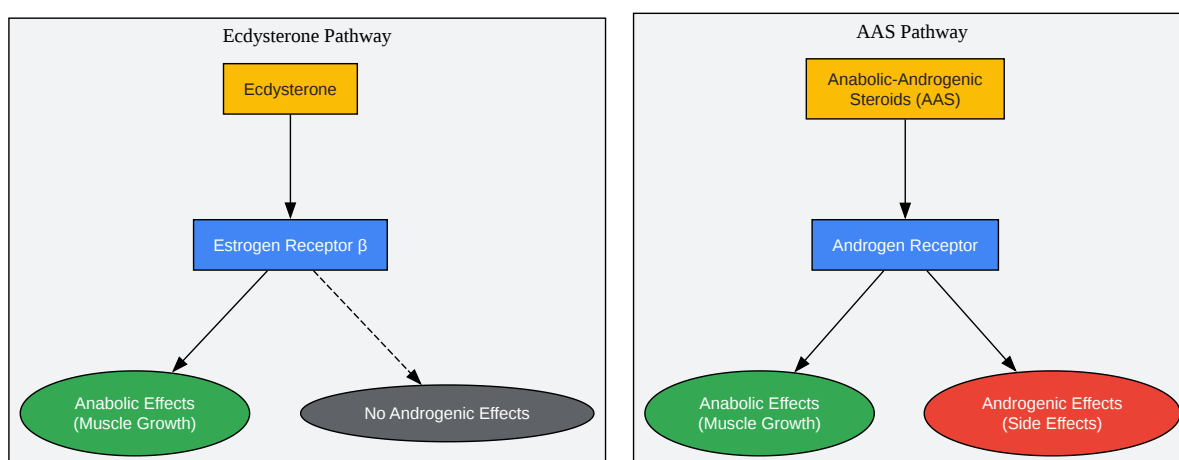 Ecdysterone Pathway
Ecdysterone
Estrogen Receptor β
Anabolic Effects
(Muscle Growth)
No Androgenic Effects
AAS Pathway
Anabolic-Androgenic
Steroids (AAS)
Androgen Receptor
Anabolic Effects
(Muscle Growth)
Androgenic Effects
(Side Effects)